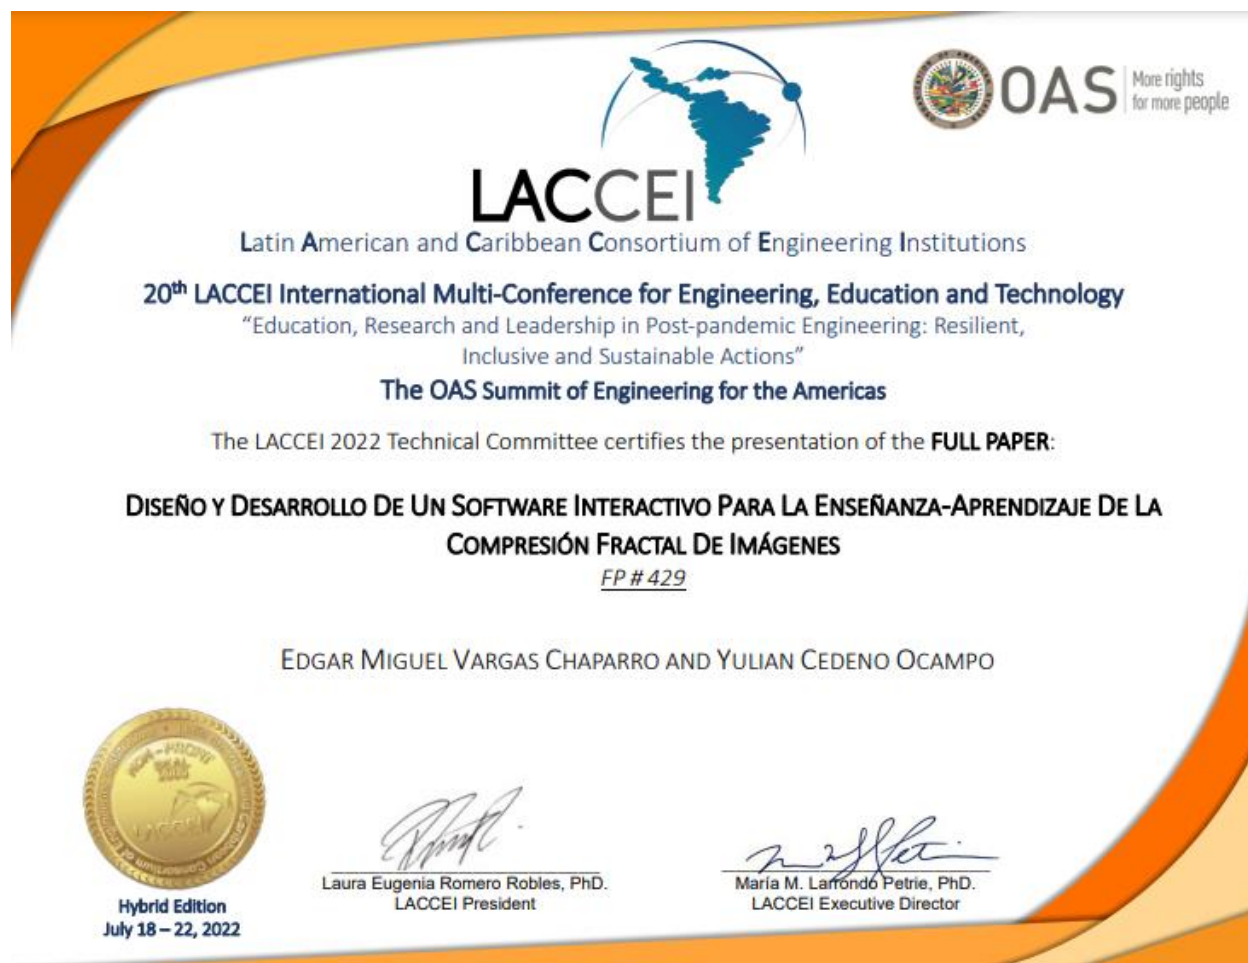 OAS
More rights
for more people
LACCEI
Latin American and Caribbean Consortium of Engineering Institutions
20th LACCEI International Multi-Conference for Engineering, Education and Technology
“Education, Research and Leadership in Post-pandemic Engineering: Resilient,
Inclusive and Sustainable Actions”
The OAS Summit of Engineering for the Americas
The LACCEI 2022 Technical Committee certifies the presentation of the FULL PAPER:
DISEÑO Y DESARROLLO DE UN SOFTWARE INTERACTIVO PARA LA ENSEÑANZA-APRENDIZAJE DE LA
COMPRESIÓN FRACTAL DE IMÁGENES
FP # 429
EDGAR MIGUEL VARGAS CHAPARRO AND YULIAN CEDENO OCAMPO
NON-PROFIT
LACCEI
Laura Eugenia Romero Robles, PhD.
LACCEI President
María M. Larrondo Petrie, PhD.
LACCEI Executive Director
Hybrid Edition
July 18 – 22, 2022